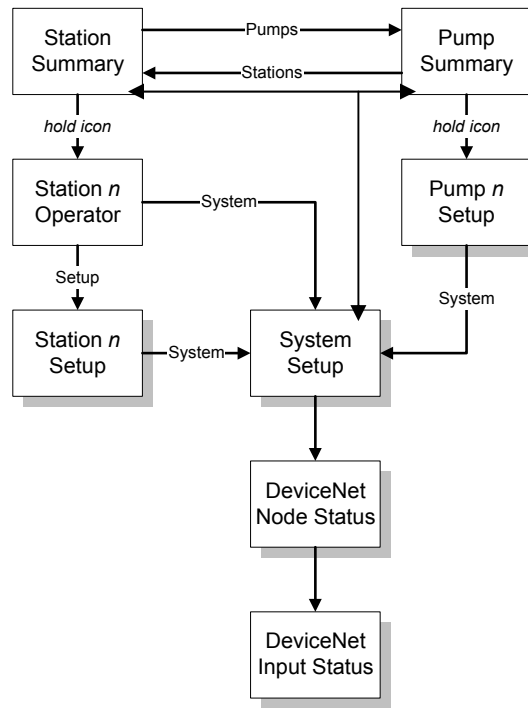 Station
Summary
Pumps
Pump
Summary
Stations
hold icon
hold icon
Station n
Operator
System
Pump n
Setup
Setup
System
Station n
Setup
System
System
Setup
DeviceNet
Node Status
DeviceNet
Input Status